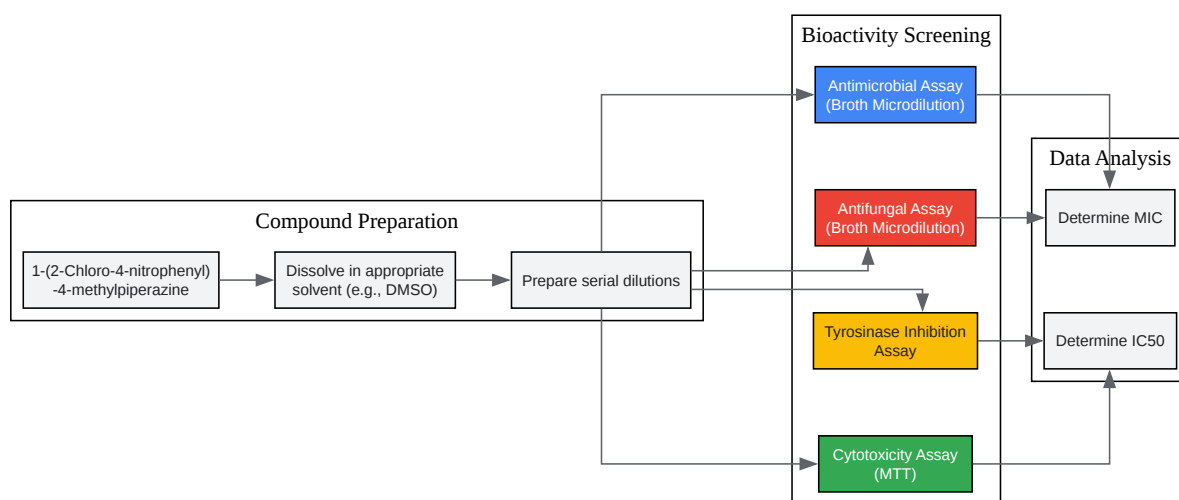 Bioactivity Screening
Antimicrobial Assay
(Broth Microdilution)
Data Analysis
Antifungal Assay
(Broth Microdilution)
Determine MIC
Compound Preparation
1-(2-Chloro-4-nitrophenyl)
-4-methylpiperazine
Dissolve in appropriate
solvent (e.g., DMSO)
Prepare serial dilutions
Tyrosinase Inhibition
Assay
Determine IC50
Cytotoxicity Assay
(MTT)